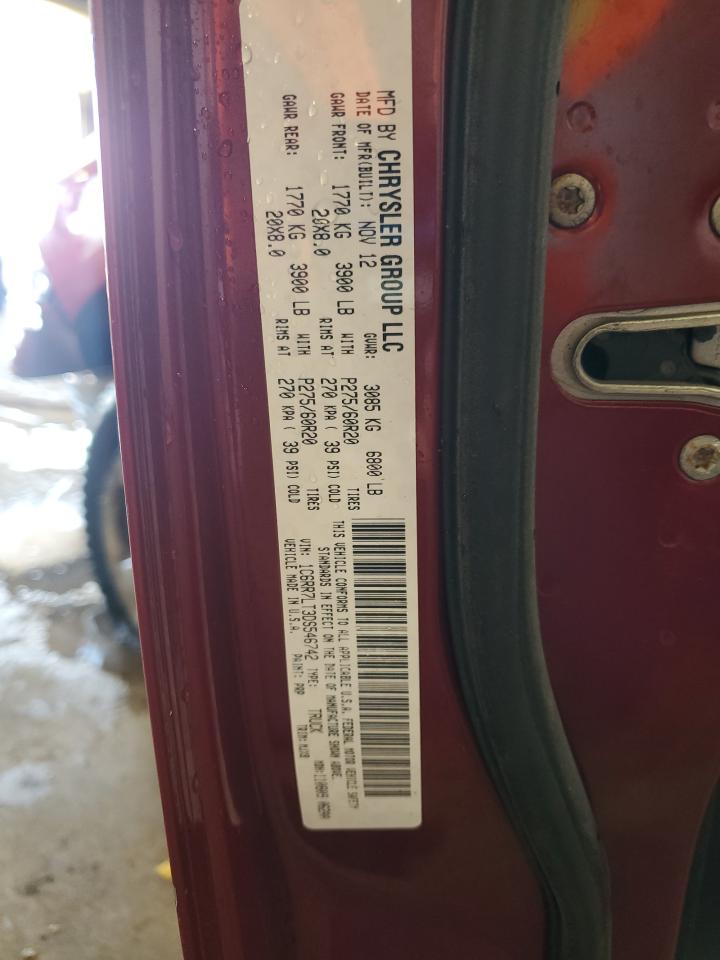 MFD BY CHRYSLER GROUP LLC
DATE OF MFR(BUILT): NOV 12 GVWR: 3085 KG 6800 LB
GAWR FRONT: 1770 KG 3900 LB WITH P275/60R20 TIRES
20X8.0 RIMS AT 270 KPA ( 39 PSI) COLD
GAWR REAR: 1770 KG 3900 LB WITH P275/60R20 TIRES
20X8.0 RIMS AT 270 KPA ( 39 PSI) COLD
THIS VEHICLE CONFORMS TO ALL APPLICABLE U.S.A. FEDERAL MOTOR VEHICLE SAFETY
STANDARDS IN EFFECT ON THE DATE OF MANUFACTURE SHOWN ABOVE.
VIN: 1C6RR7LT3DS546742 TYPE: TRUCK
VEHICLE MADE IN U.S.A. PAINT: PRP TRIM:
MDH: